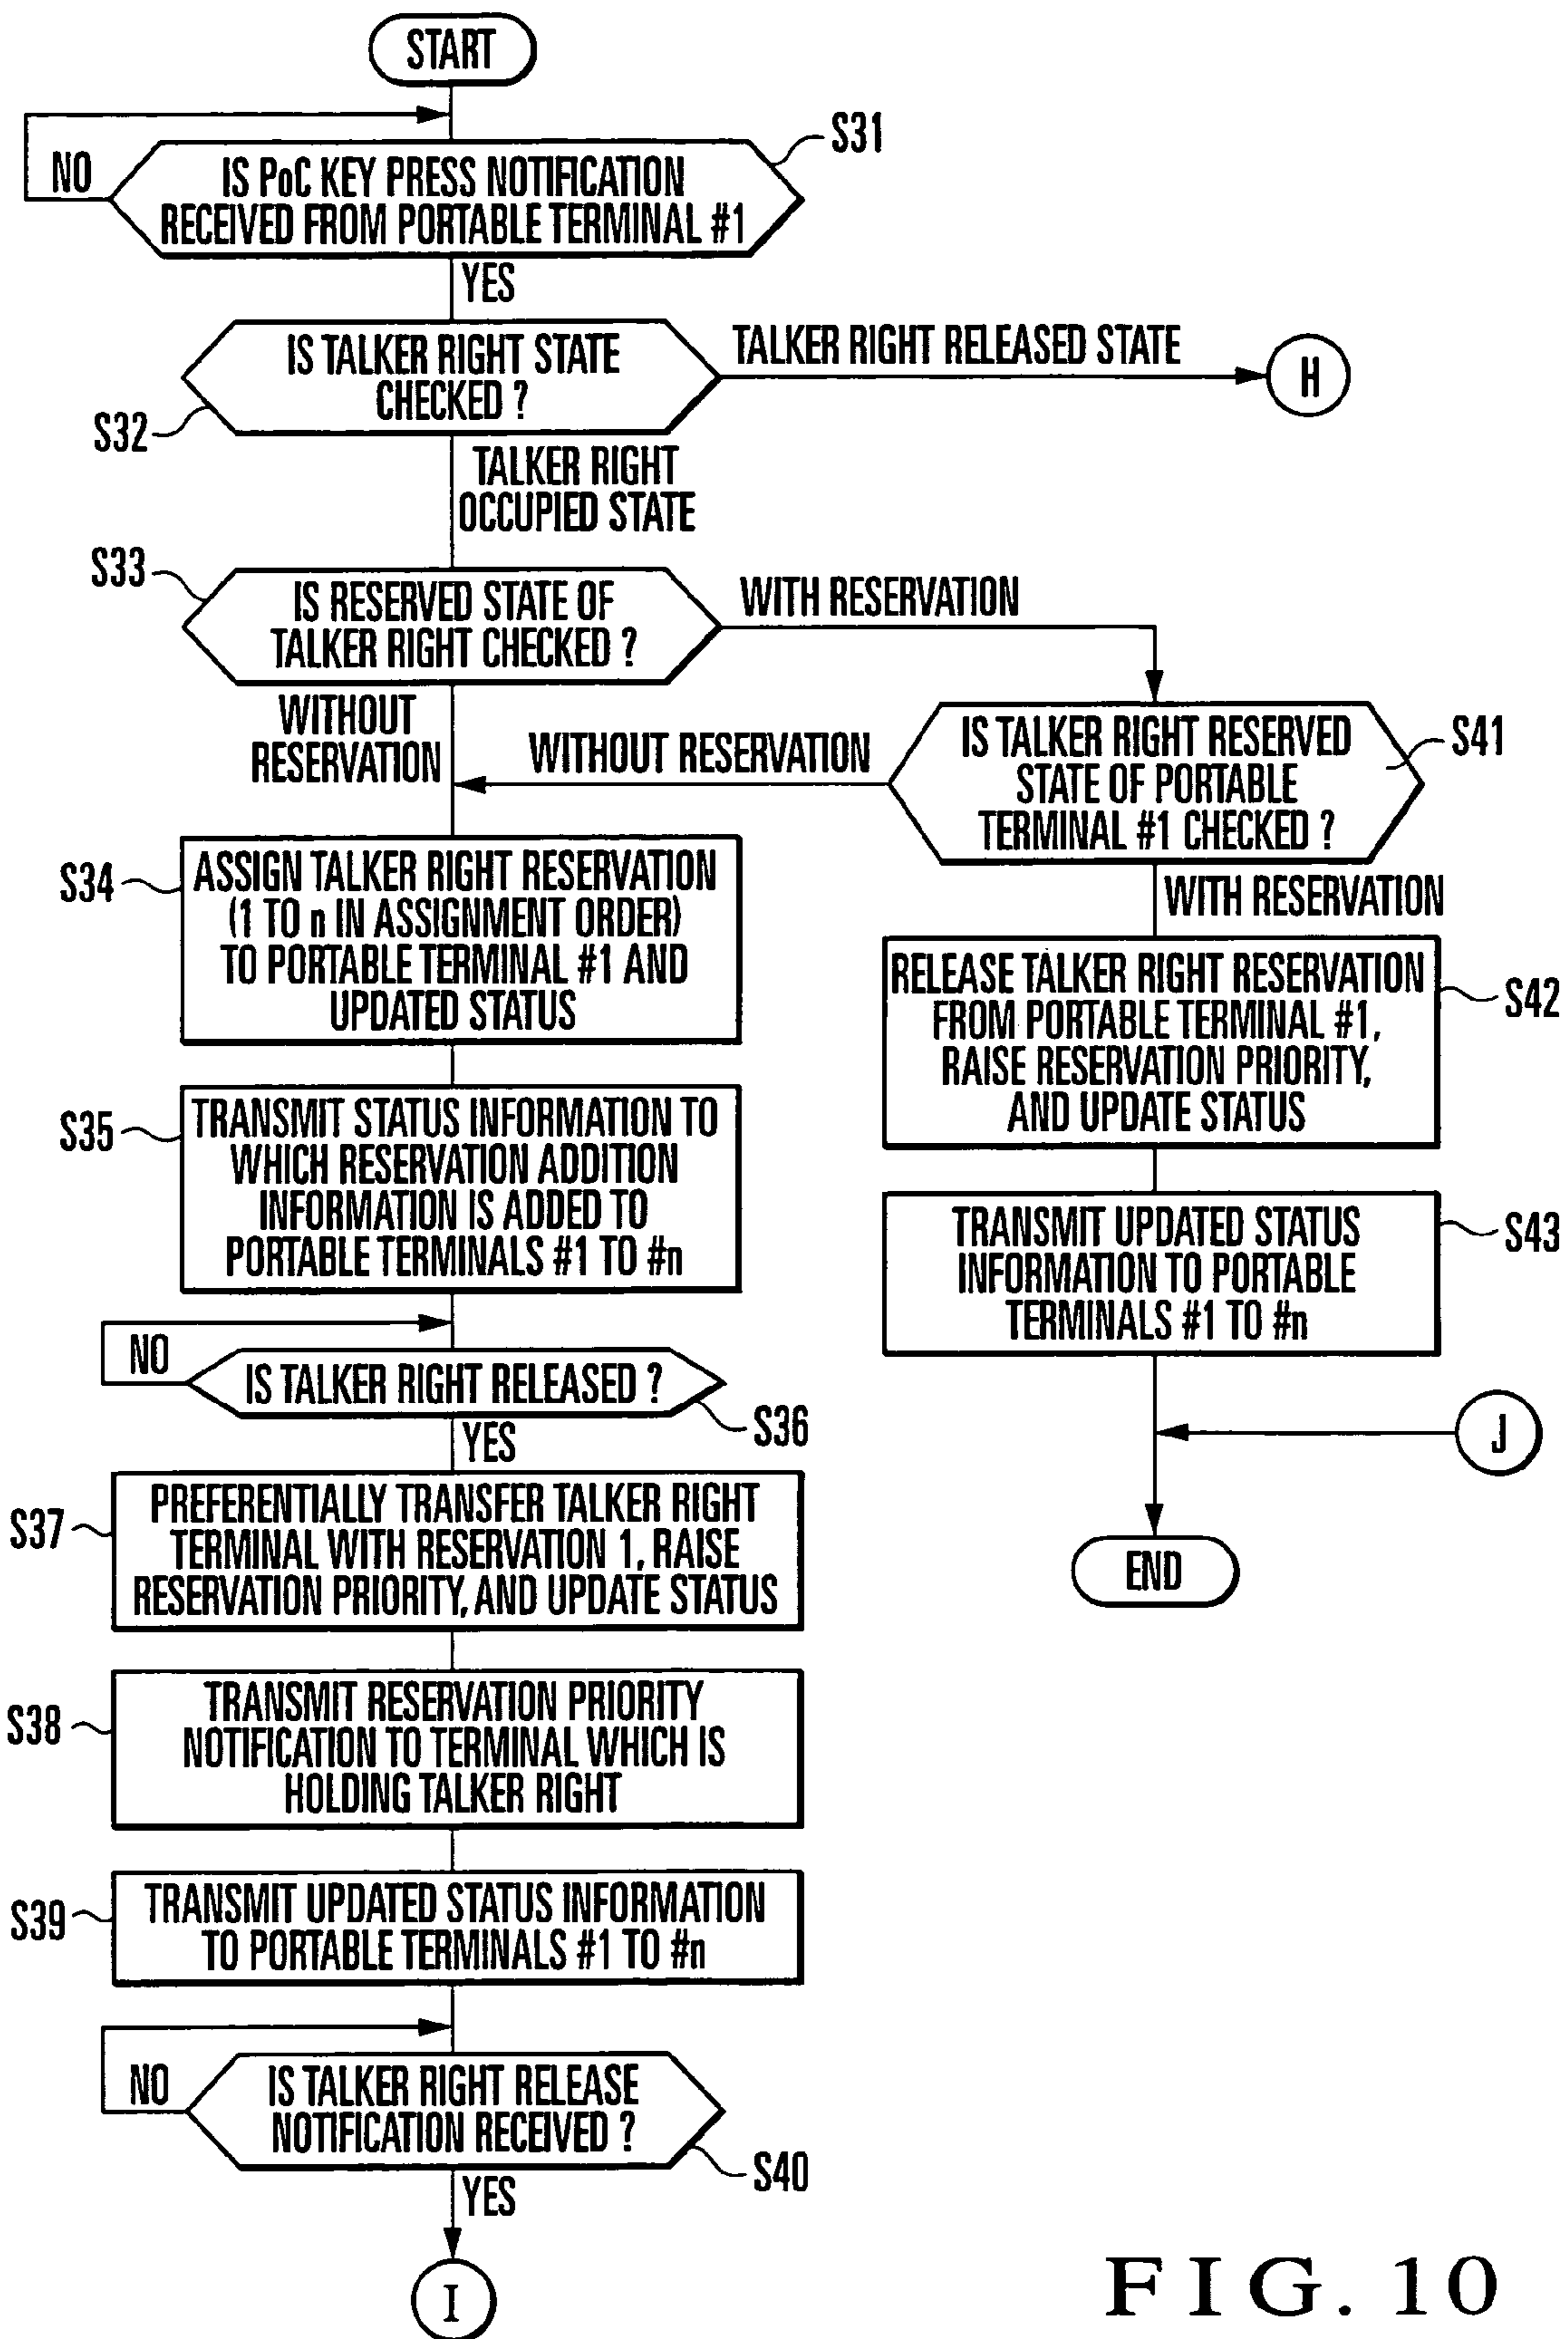 START
S31
NO
IS PoC KEY PRESS NOTIFICATION
RECEIVED FROM PORTABLE TERMINAL #1
YES
IS TALKER RIGHT STATE
CHECKED ?
TALKER RIGHT RELEASED STATE
H
S32
TALKER RIGHT
OCCUPIED STATE
S33
IS RESERVED STATE OF
TALKER RIGHT CHECKED ?
WITH RESERVATION
WITHOUT
RESERVATION
WITHOUT RESERVATION
IS TALKER RIGHT RESERVED
STATE OF PORTABLE
TERMINAL #1 CHECKED ?
S41
WITH RESERVATION
S34
ASSIGN TALKER RIGHT RESERVATION
(1 TO n IN ASSIGNMENT ORDER)
TO PORTABLE TERMINAL #1 AND
UPDATED STATUS
RELEASE TALKER RIGHT RESERVATION
FROM PORTABLE TERMINAL #1,
RAISE RESERVATION PRIORITY,
AND UPDATE STATUS
S42
S35
TRANSMIT STATUS INFORMATION TO
WHICH RESERVATION ADDITION
INFORMATION IS ADDED TO
PORTABLE TERMINALS #1 TO #n
TRANSMIT UPDATED STATUS
INFORMATION TO PORTABLE
TERMINALS #1 TO #n
S43
NO
IS TALKER RIGHT RELEASED ?
S36
YES
J
END
S37
PREFERENTIALLY TRANSFER TALKER RIGHT
TERMINAL WITH RESERVATION 1, RAISE
RESERVATION PRIORITY, AND UPDATE STATUS
S38
TRANSMIT RESERVATION PRIORITY
NOTIFICATION TO TERMINAL WHICH IS
HOLDING TALKER RIGHT
S39
TRANSMIT UPDATED STATUS INFORMATION
TO PORTABLE TERMINALS #1 TO #n
NO
IS TALKER RIGHT RELEASE
NOTIFICATION RECEIVED ?
S40
YES
I
FIG. 10